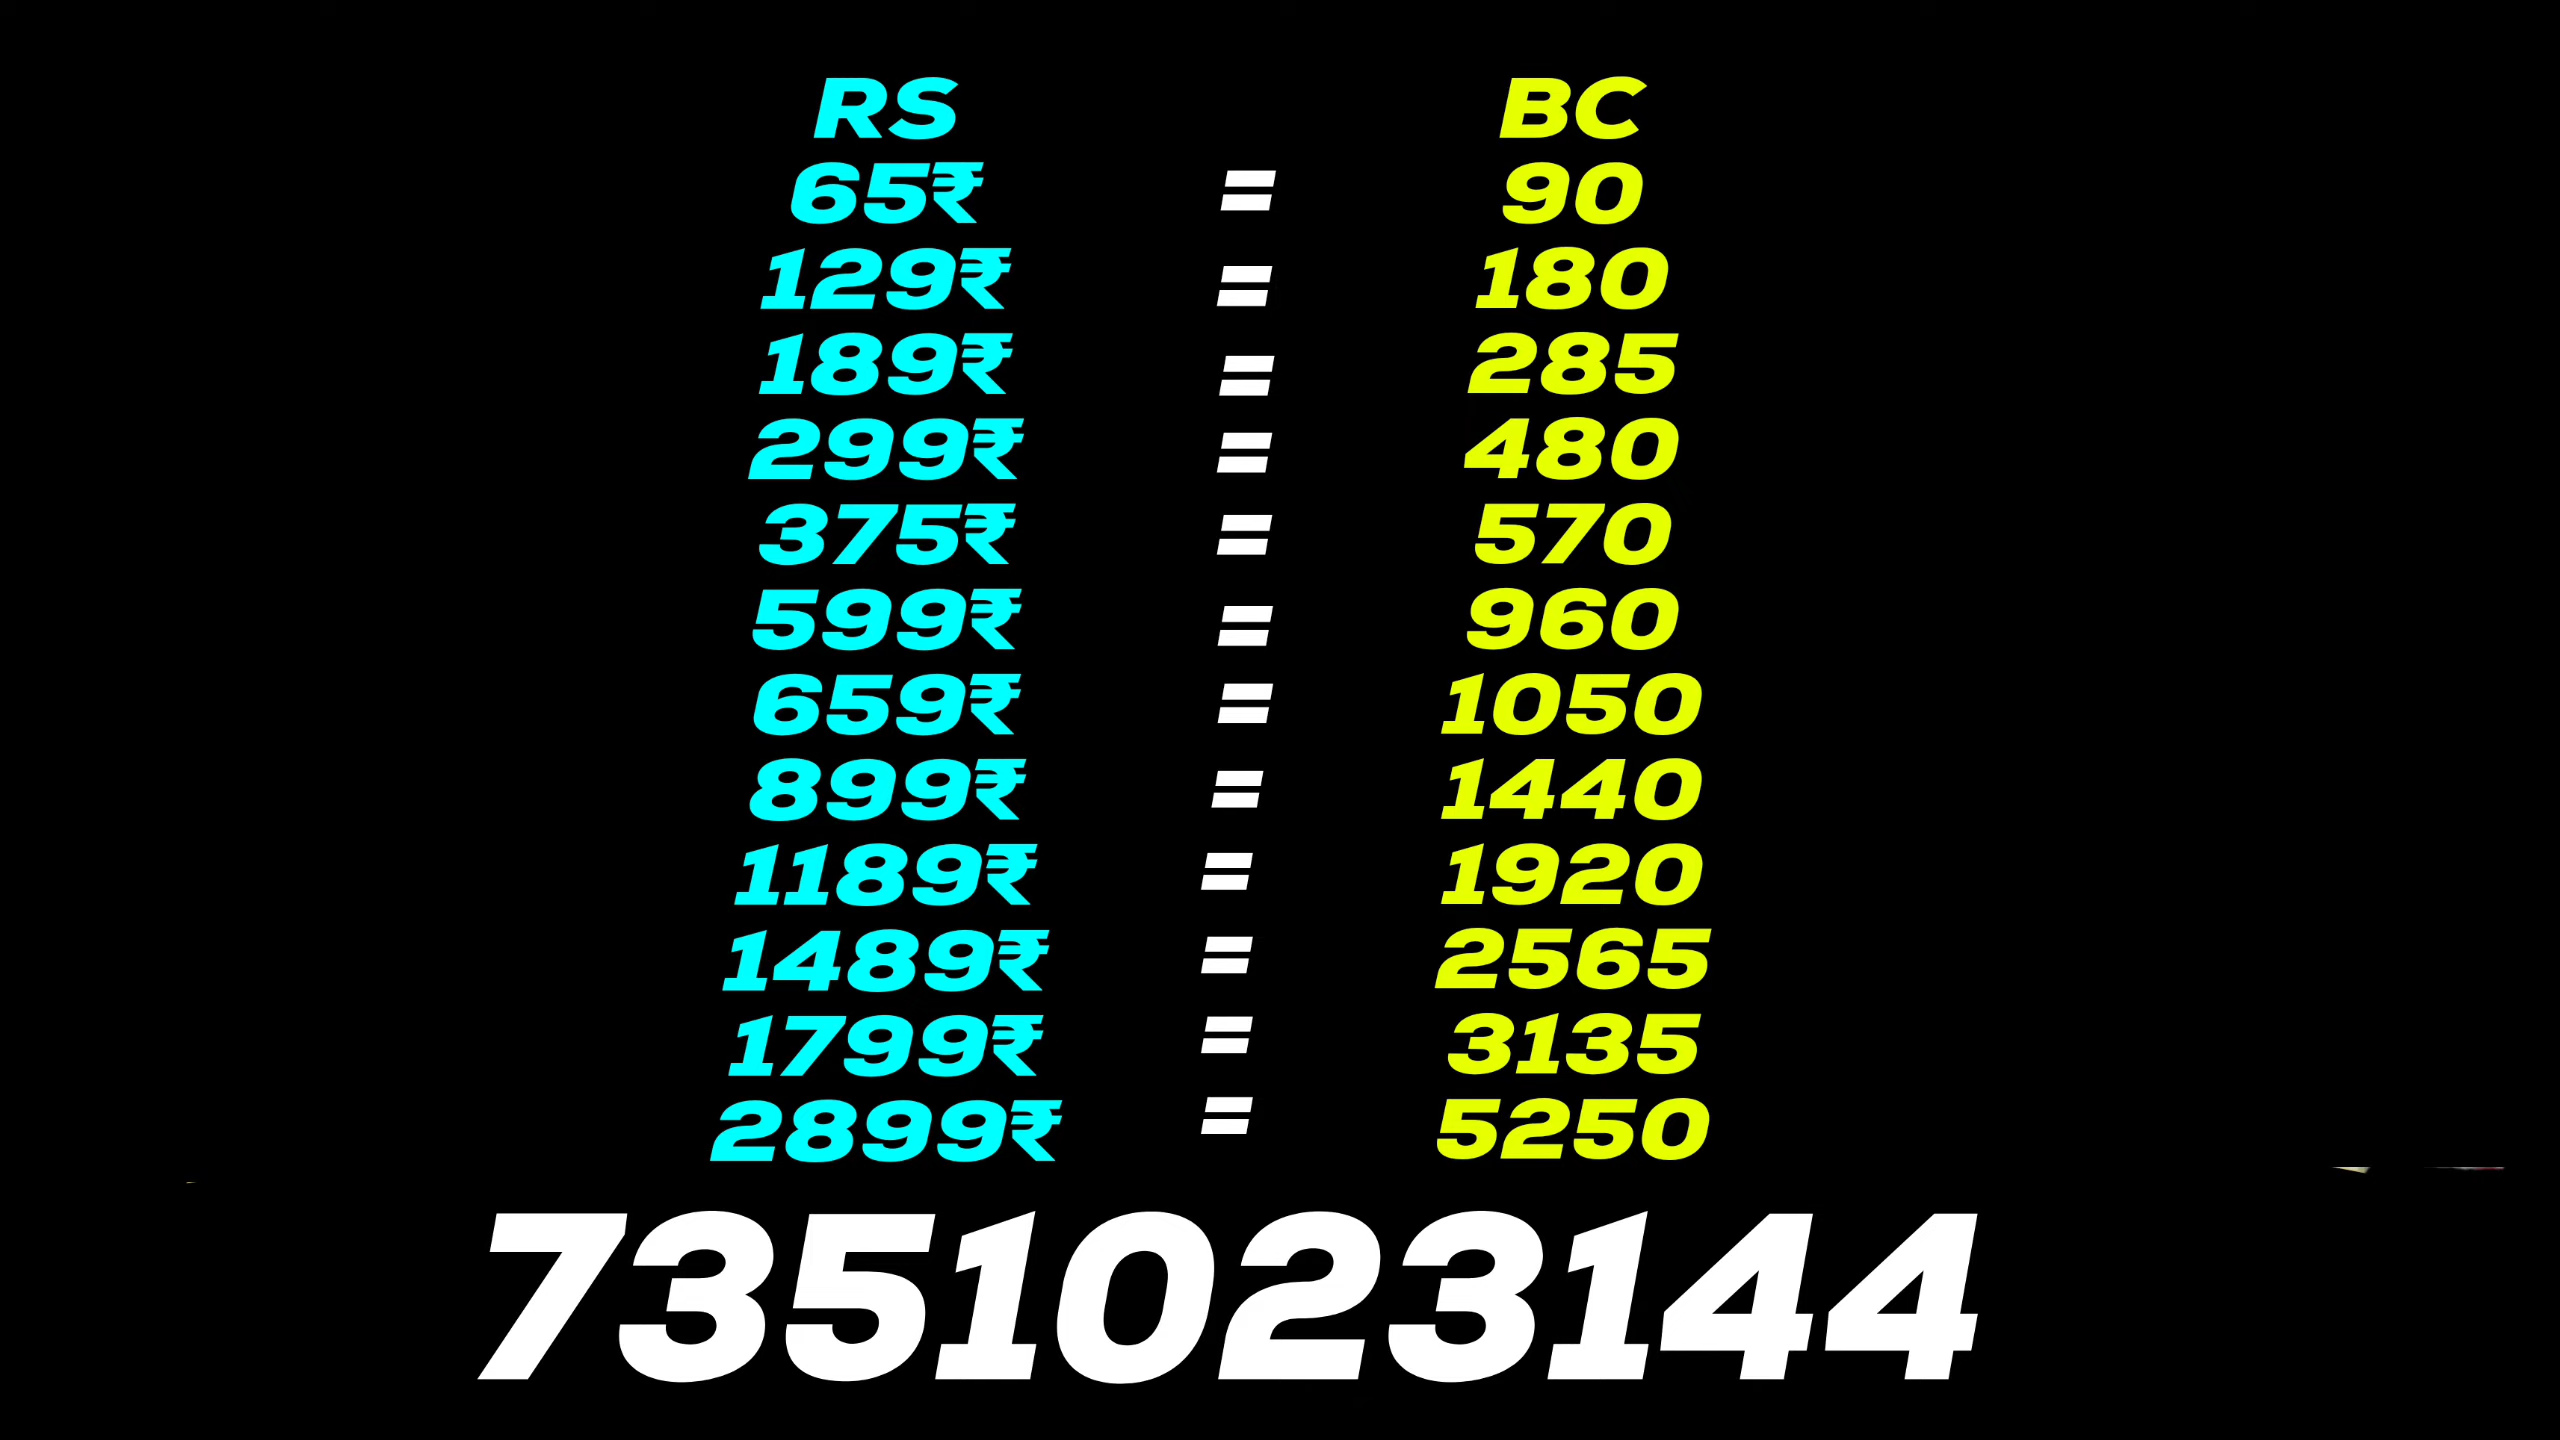 RS BC
65₹ = 90
129₹ = 180
189₹ = 285
299₹ = 480
375₹ = 570
599₹ = 960
659₹ = 1050
899₹ = 1440
1189₹ = 1920
1489₹ = 2565
1799₹ = 3135
2899₹ = 5250
7351023144